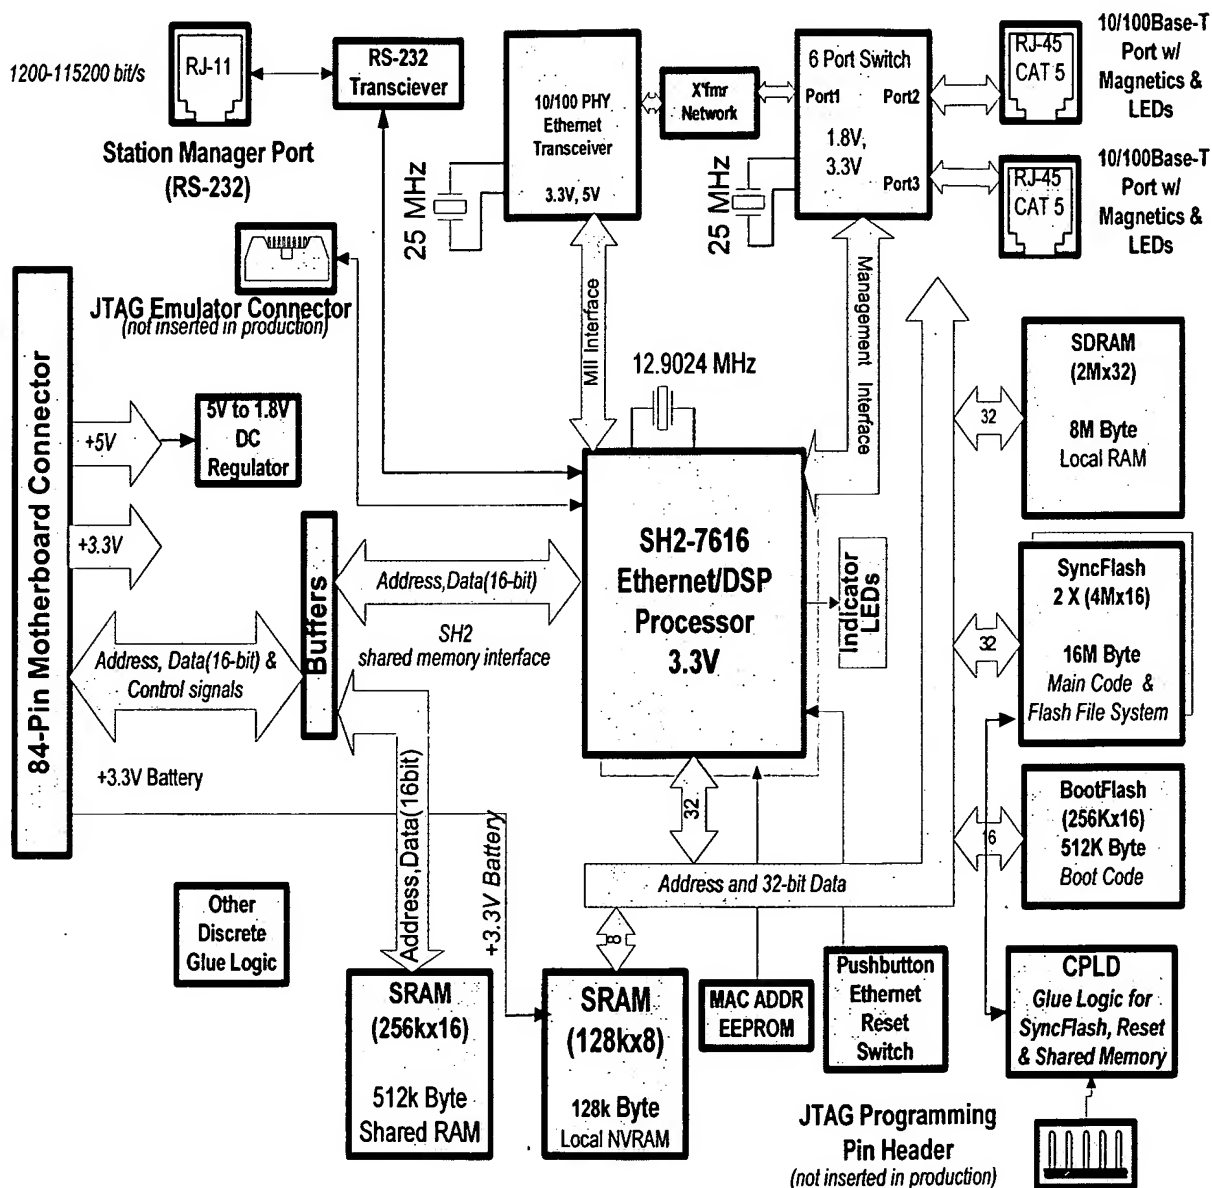 1200-115200 bit/s
RJ-11
Station Manager Port
(RS-232)
RS-232
Transciever
10/100 PHY
Ethernet
Transceiver
3.3V, 5V
25 MHz
X'fmr
Network
6 Port Switch
Port1
Port2
1.8V,
3.3V
Port3
25 MHz
RJ-45
CAT 5
10/100Base-T
Port w/
Magnetics &
LEDs
RJ-45
CAT 5
10/100Base-T
Port w/
Magnetics &
LEDs
JTAG Emulator Connector
(not inserted in production)
MII Interface
Management Interface
12.9024 MHz
84-Pin Motherboard Connector
+5V
5V to 1.8V
DC
Regulator
+3.3V
Buffers
Address,Data(16-bit)
SH2
shared memory interface
Address, Data(16-bit) &
Control signals
+3.3V Battery
SH2-7616
Ethernet/DSP
Processor
3.3V
Indicator
LEDs
32
SDRAM
(2Mx32)
8M Byte
Local RAM
32
SyncFlash
2 X (4Mx16)
16M Byte
Main Code &
Flash File System
16
BootFlash
(256Kx16)
512K Byte
Boot Code
32
Address and 32-bit Data
Address,Data(16bit)
+3.3V Battery
8
Other
Discrete
Glue Logic
SRAM
(256kx16)
512k Byte
Shared RAM
SRAM
(128kx8)
128k Byte
Local NVRAM
MAC ADDR
EEPROM
Pushbutton
Ethernet
Reset
Switch
CPLD
Glue Logic for
SyncFlash, Reset
& Shared Memory
JTAG Programming
Pin Header
(not inserted in production)